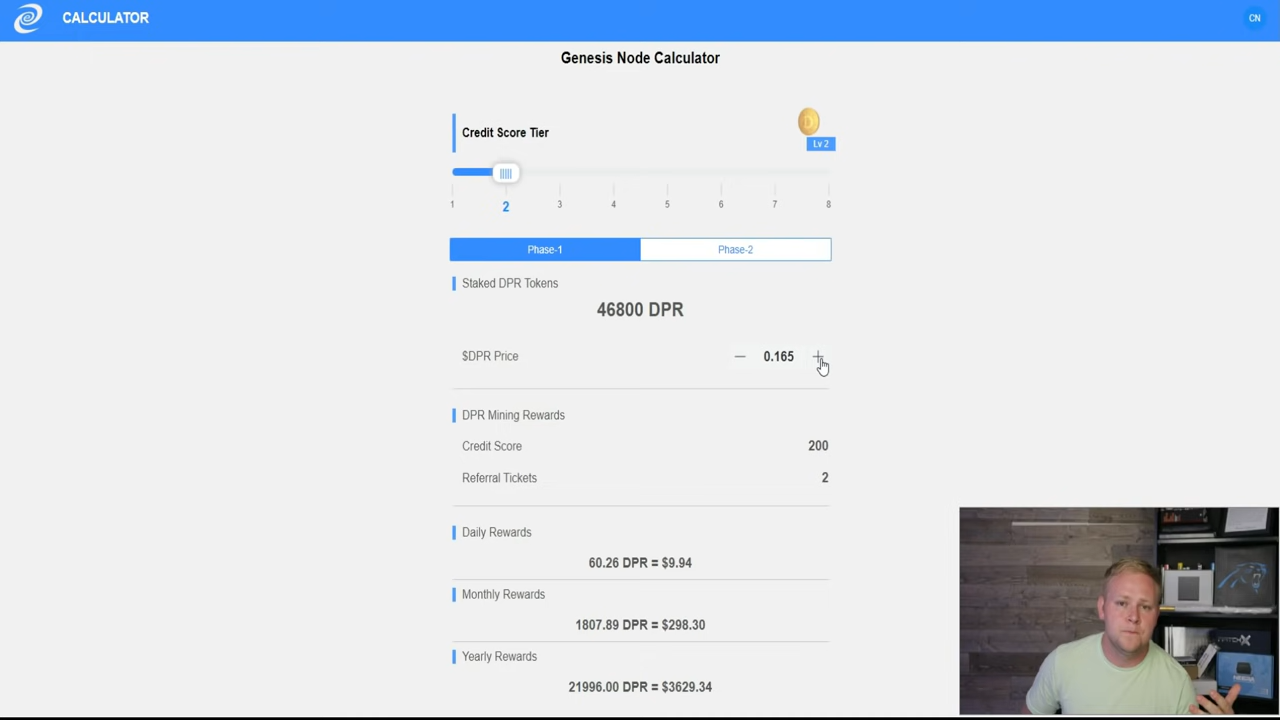 CALCULATOR
CN
Genesis Node Calculator
Credit Score Tier
Lv 2
1 2 3 4 5 6 7 8
Phase-1 Phase-2
Staked DPR Tokens
46800 DPR
$DPR Price — 0.165 +
DPR Mining Rewards
Credit Score 200
Referral Tickets 2
Daily Rewards
60.26 DPR = $9.94
Monthly Rewards
1807.89 DPR = $298.30
Yearly Rewards
21996.00 DPR = $3629.34